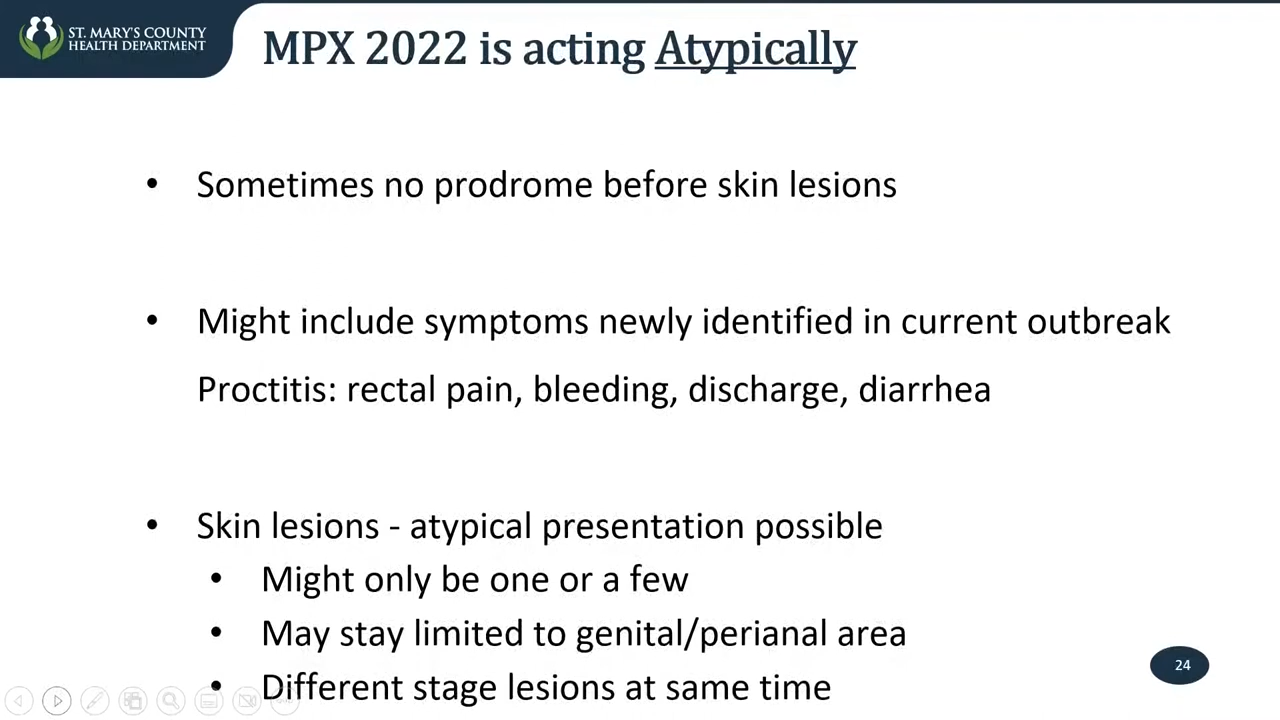 ST. MARY'S COUNTY
HEALTH DEPARTMENT
MPX 2022 is acting Atypically
• Sometimes no prodrome before skin lesions
• Might include symptoms newly identified in current outbreak
Proctitis: rectal pain, bleeding, discharge, diarrhea
• Skin lesions - atypical presentation possible
• Might only be one or a few
• May stay limited to genital/perianal area
• Different stage lesions at same time
24